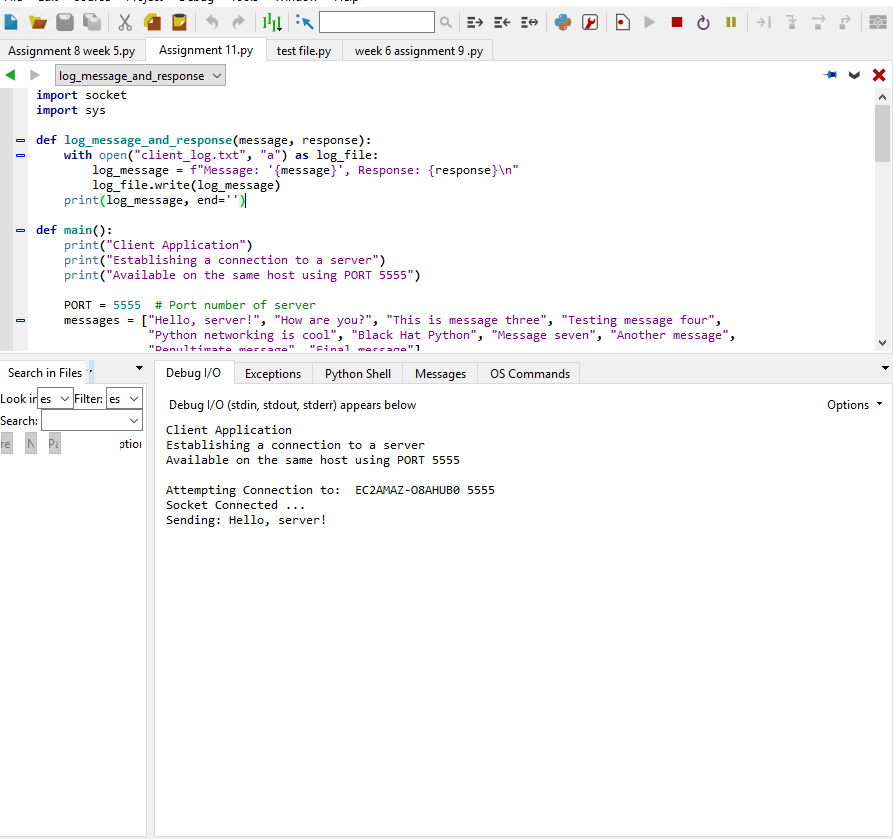 Assignment 8 week 5.py Assignment 11.py test file.py week 6 assignment 9 .py
log_message_and_response
import socket
import sys
def log_message_and_response(message, response):
with open("client_log.txt", "a") as log_file:
log_message = f"Message: '{message}', Response: {response}\n"
log_file.write(log_message)
print(log_message, end='')
def main():
print("Client Application")
print("Establishing a connection to a server")
print("Available on the same host using PORT 5555")
PORT = 5555 # Port number of server
messages = ["Hello, server!", "How are you?", "This is message three", "Testing message four",
"Python networking is cool", "Black Hat Python", "Message seven", "Another message",
"Penultimate message", "Final message"]
Search in Files
Look in es Filter: es
Search:
re N Pa ption
Debug I/O Exceptions Python Shell Messages OS Commands
Debug I/O (stdin, stdout, stderr) appears below Options
Client Application
Establishing a connection to a server
Available on the same host using PORT 5555
Attempting Connection to: EC2AMAZ-O8AHUB0 5555
Socket Connected ...
Sending: Hello, server!